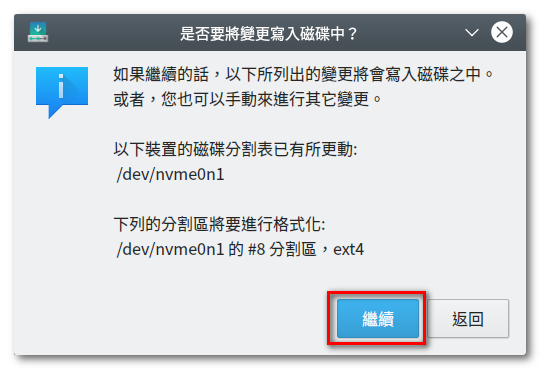 是否要將變更寫入磁碟中？
如果繼續的話，以下所列出的變更將會寫入磁碟之中。
或者，您也可以手動來進行其它變更。
以下裝置的磁碟分割表已有所更動:
/dev/nvme0n1
下列的分割區將要進行格式化:
/dev/nvme0n1 的 #8 分割區，ext4
繼續
返回